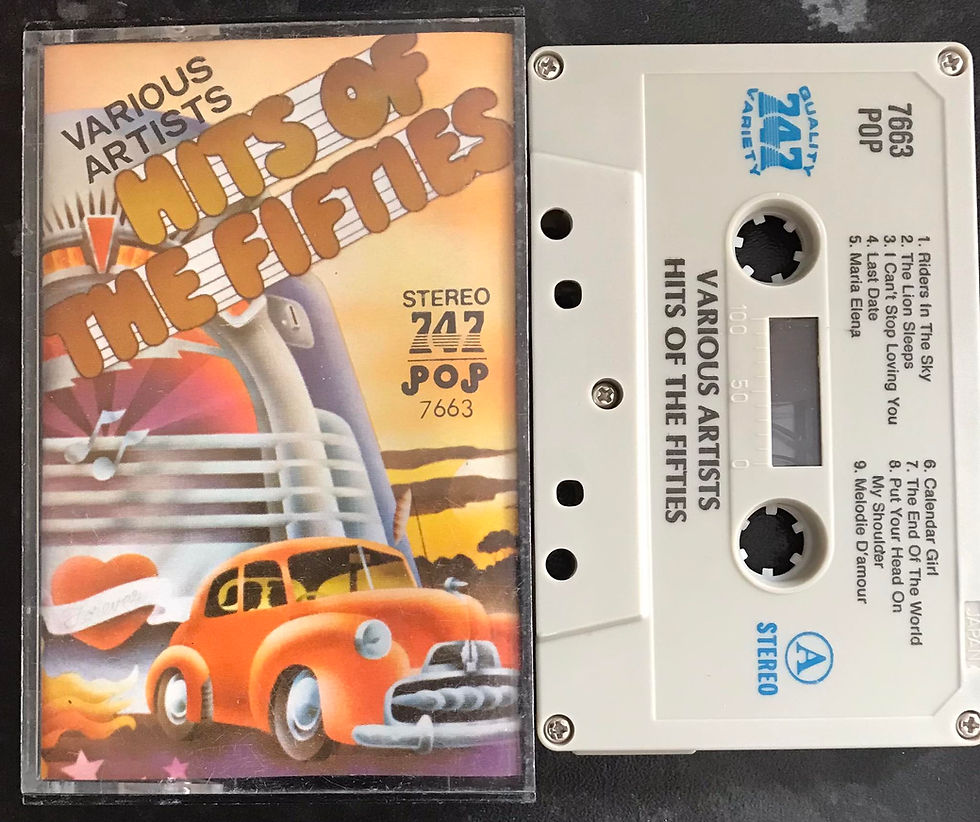 VARIOUS
ARTISTS
HITS OF
THE FIFTIES
STEREO
747
POP
7663
Forever
7663
POP
QUALITY
747
VARIETY
1. Riders In The Sky
2. The Lion Sleeps
3. I Can't Stop Loving You
4. Last Date
5. Maria Elena
6. Calendar Girl
7. The End Of The World
8. Put Your Head On
My Shoulder
9. Melodie D'amour
100 50 0
VARIOUS ARTISTS
HITS OF THE FIFTIES
A
STEREO
JAPAN